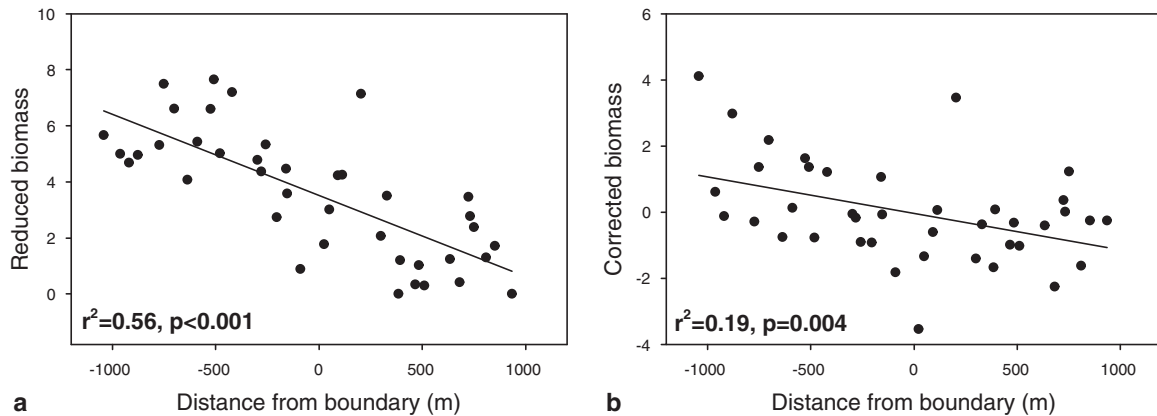 10
8
6
4
2
0
Reduced biomass
r²=0.56, p<0.001
-1000
-500
0
500
1000
a
Distance from boundary (m)
6
4
2
0
-2
-4
Corrected biomass
r²=0.19, p=0.004
-1000
-500
0
500
1000
b
Distance from boundary (m)